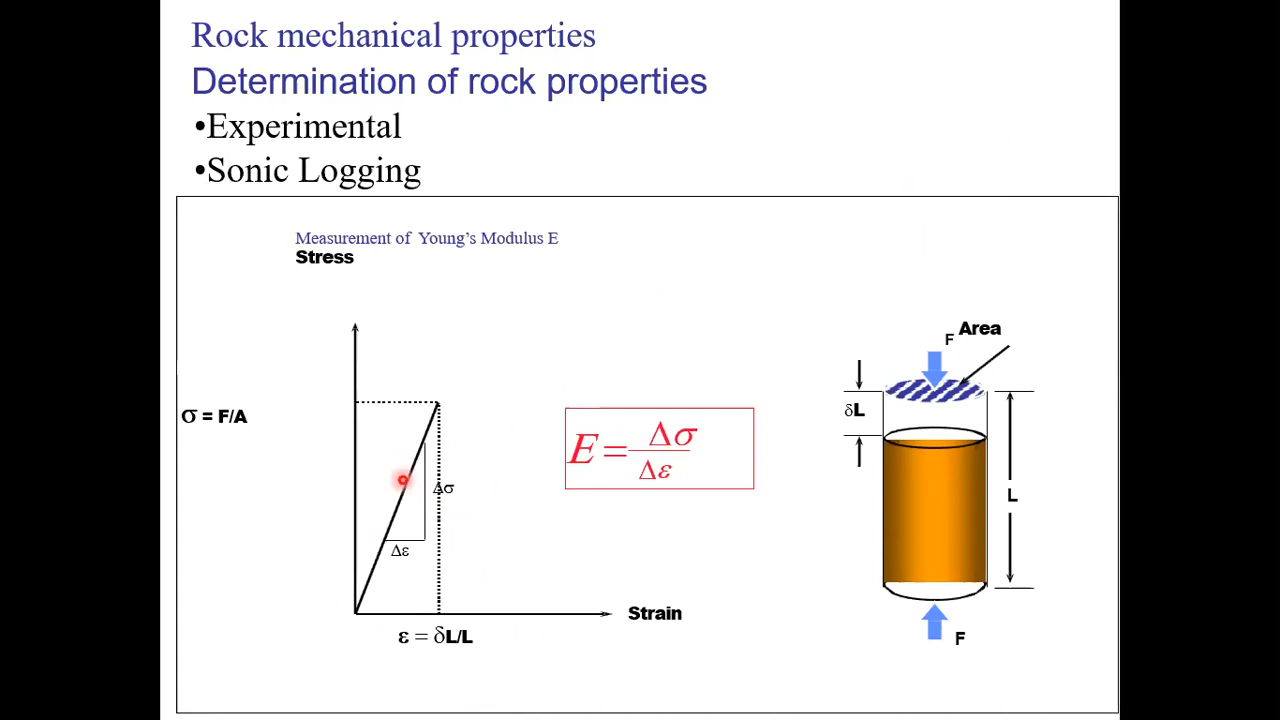 Rock mechanical properties
Determination of rock properties
•Experimental
•Sonic Logging
Measurement of Young's Modulus E
Stress
σ = F/A
Δσ
Δε
Strain
ε = δL/L
E = Δσ
Δε
F
Area
δL
L
F